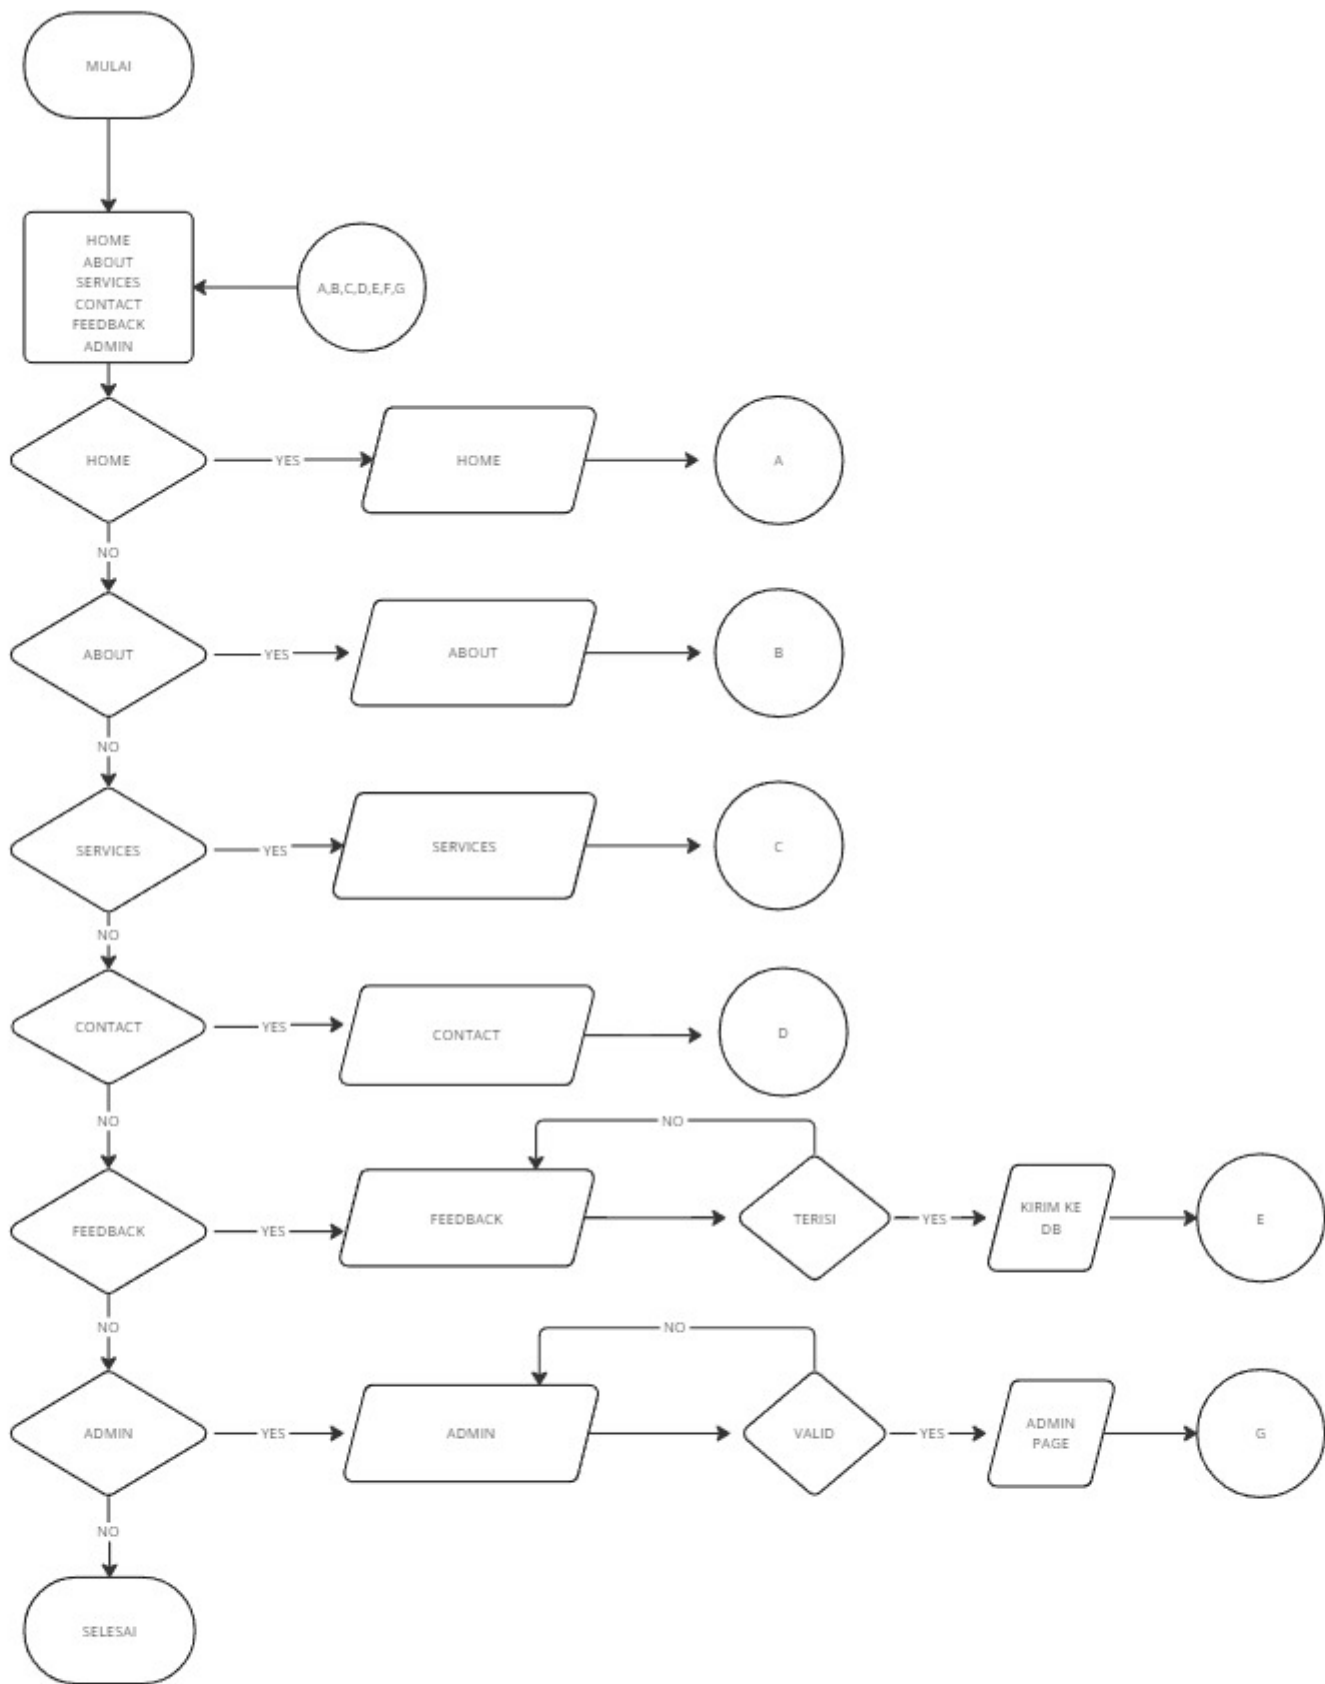 MULAI
HOME
ABOUT
SERVICES
CONTACT
FEEDBACK
ADMIN
A,B,C,D,E,F,G
HOME
YES
HOME
A
NO
ABOUT
YES
ABOUT
B
NO
SERVICES
YES
SERVICES
C
NO
CONTACT
YES
CONTACT
D
NO
NO
FEEDBACK
YES
FEEDBACK
TERISI
YES
KIRIM KE
DB
E
NO
NO
ADMIN
YES
ADMIN
VALID
YES
ADMIN
PAGE
G
NO
SELESAI